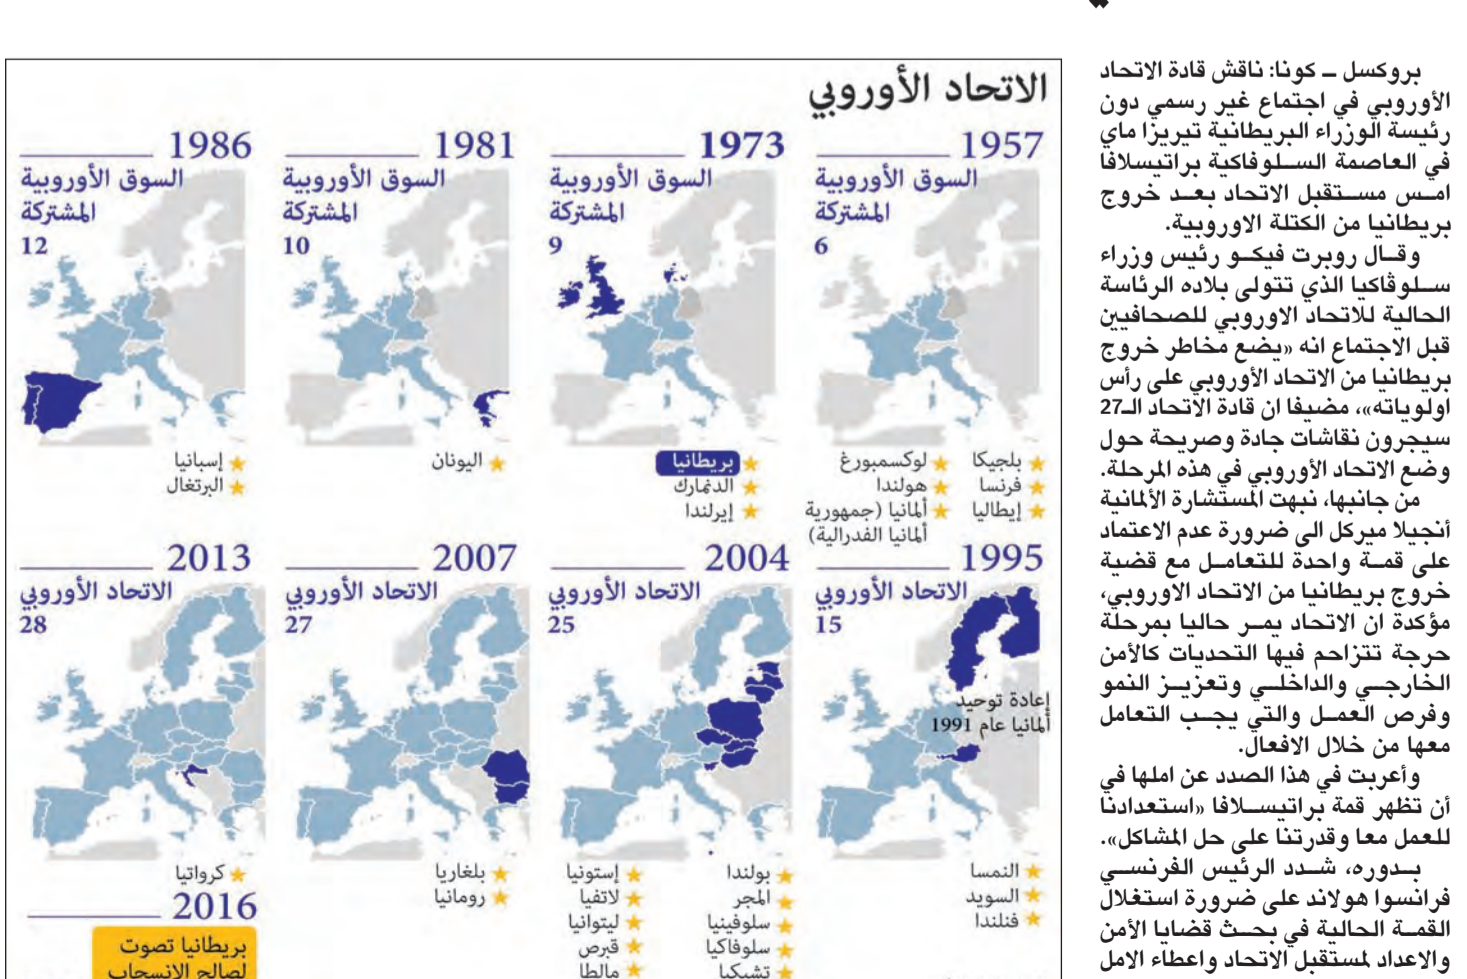 بروكسل ــ كونا: ناقش قادة الاتحاد
الأوروبي في اجتماع غير رسمي دون
رئيسة الوزراء البريطانية تيريزا ماي
في العاصمة السلوفاكية براتيسلافا
امس مستقبل الاتحاد بعد خروج
بريطانيا من الكتلة الاوروبية.
وقال روبرت فيكو رئيس وزراء
سلوڤاكيا الذي تتولى بلاده الرئاسة
الحالية للاتحاد الاوروبي للصحافيين
قبل الاجتماع انه «يضع مخاطر خروج
بريطانيا من الاتحاد الأوروبي على رأس
اولوياته»، مضيفا ان قادة الاتحاد الـ27
سيجرون نقاشات جادة وصريحة حول
وضع الاتحاد الأوروبي في هذه المرحلة.
من جانبها، نبهت المستشارة الألمانية
أنجيلا ميركل الى ضرورة عدم الاعتماد
على قمة واحدة للتعامل مع قضية
خروج بريطانيا من الاتحاد الاوروبي،
مؤكدة ان الاتحاد يمر حاليا بمرحلة
حرجة تتزاحم فيها التحديات كالأمن
الخارجي والداخلي وتعزيز النمو
وفرص العمل والتي يجب التعامل
معها من خلال الافعال.
وأعربت في هذا الصدد عن املها في
أن تظهر قمة براتيسلافا «استعدادنا
للعمل معا وقدرتنا على حل المشاكل».
بدوره، شدد الرئيس الفرنسي
فرانسوا هولاند على ضرورة استغلال
القمة الحالية في بحث قضايا الأمن
والاعداد لمستقبل الاتحاد واعطاء الامل
الاتحاد الأوروبي
1957
السوق الأوروبية
المشتركة
6
بلجيكا
فرنسا
إيطاليا
لوكسمبورغ
هولندا
ألمانيا (جمهورية
ألمانيا الفدرالية)
1973
السوق الأوروبية
المشتركة
9
بريطانيا
الدنمارك
إيرلندا
1981
السوق الأوروبية
المشتركة
10
اليونان
1986
السوق الأوروبية
المشتركة
12
إسبانيا
البرتغال
1995
الاتحاد الأوروبي
15
إعادة توحيد
ألمانيا عام 1991
النمسا
السويد
فنلندا
2004
الاتحاد الأوروبي
25
بولندا
المجر
سلوفينيا
سلوفاكيا
تشيكيا
إستونيا
لاتفيا
ليتوانيا
قبرص
مالطا
2007
الاتحاد الأوروبي
27
بلغاريا
رومانيا
2013
الاتحاد الأوروبي
28
كرواتيا
2016
بريطانيا تصوت
لصالح الانسحاب